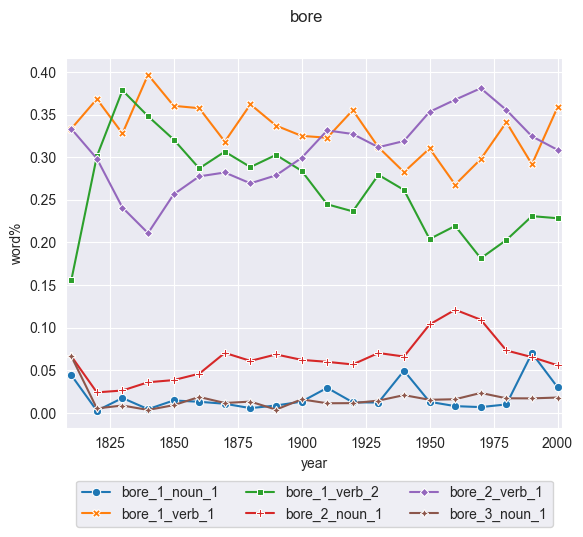 bore
0.40
0.35
0.30
0.25
0.20
0.15
0.10
0.05
0.00
word%
1825 1850 1875 1900 1925 1950 1975 2000
year
bore_1_noun_1 bore_1_verb_2 bore_2_verb_1
bore_1_verb_1 bore_2_noun_1 bore_3_noun_1